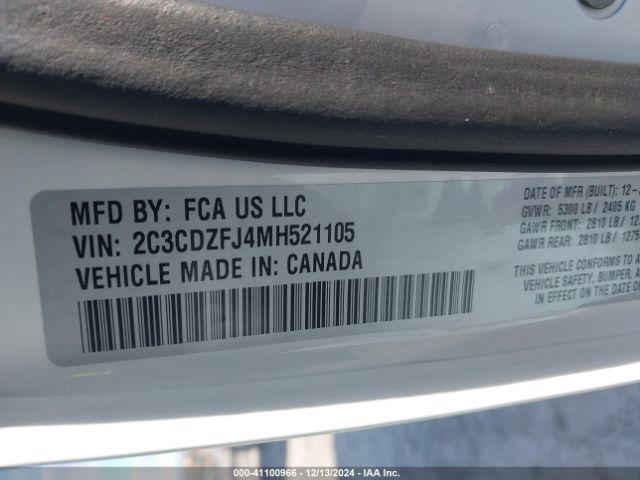 MFD BY: FCA US LLC
VIN: 2C3CDZFJ4MH521105
VEHICLE MADE IN: CANADA
DATE OF MFR (BUILT): 12-
GVWR: 5300 LB / 2405 KG
GAWR FRONT: 2810 LB /
GAWR REAR: 2810 LB / 1275
THIS VEHICLE CONFORMS
VEHICLE SAFETY, BUMPER,
IN EFFECT ON THE DATE OF
000-41100966 - 12/13/2024 - IAA Inc.